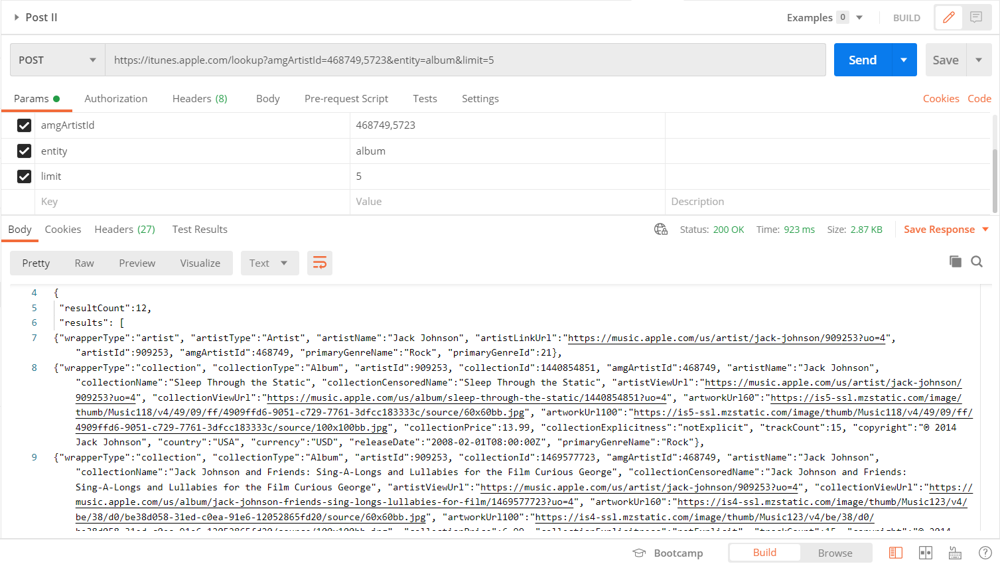 Post II
Examples 0
BUILD
POST
https://itunes.apple.com/lookup?amgArtistId=468749,5723&entity=album&limit=5
Send
Save
Params
Authorization
Headers (8)
Body
Pre-request Script
Tests
Settings
Cookies
Code
amgArtistId 468749,5723
entity album
limit 5
Key Value Description
Body
Cookies
Headers (27)
Test Results
Status: 200 OK
Time: 923 ms
Size: 2.87 KB
Save Response
Pretty
Raw
Preview
Visualize
Text
4 {
5 "resultCount":12,
6 "results": [
7 {"wrapperType":"artist", "artistType":"Artist", "artistName":"Jack Johnson", "artistLinkUrl":"https://music.apple.com/us/artist/jack-johnson/909253?uo=4",
"artistId":909253, "amgArtistId":468749, "primaryGenreName":"Rock", "primaryGenreId":21},
8 {"wrapperType":"collection", "collectionType":"Album", "artistId":909253, "collectionId":1440854851, "amgArtistId":468749, "artistName":"Jack Johnson",
"collectionName":"Sleep Through the Static", "collectionCensoredName":"Sleep Through the Static", "artistViewUrl":"https://music.apple.com/us/artist/jack-johnson/
909253?uo=4", "collectionViewUrl":"https://music.apple.com/us/album/sleep-through-the-static/1440854851?uo=4", "artworkUrl60":"https://is5-ssl.mzstatic.com/image/
thumb/Music118/v4/49/09/ff/4909ffd6-9051-c729-7761-3dfcc183333c/source/60x60bb.jpg", "artworkUrl100":"https://is5-ssl.mzstatic.com/image/thumb/Music118/v4/49/09/ff/
4909ffd6-9051-c729-7761-3dfcc183333c/source/100x100bb.jpg", "collectionPrice":13.99, "collectionExplicitness":"notExplicit", "trackCount":15, "copyright":"℗ 2014
Jack Johnson", "country":"USA", "currency":"USD", "releaseDate":"2008-02-01T08:00:00Z", "primaryGenreName":"Rock"},
9 {"wrapperType":"collection", "collectionType":"Album", "artistId":909253, "collectionId":1469577723, "amgArtistId":468749, "artistName":"Jack Johnson",
"collectionName":"Jack Johnson and Friends: Sing-A-Longs and Lullabies for the Film Curious George", "collectionCensoredName":"Jack Johnson and Friends:
Sing-A-Longs and Lullabies for the Film Curious George", "artistViewUrl":"https://music.apple.com/us/artist/jack-johnson/909253?uo=4", "collectionViewUrl":"https://
music.apple.com/us/album/jack-johnson-friends-sing-longs-lullabies-for-film/1469577723?uo=4", "artworkUrl60":"https://is4-ssl.mzstatic.com/image/thumb/Music123/v4/
be/38/d0/be38d058-31ed-c0ea-91e6-12052865fd20/source/60x60bb.jpg", "artworkUrl100":"https://is4-ssl.mzstatic.com/image/thumb/Music123/v4/be/38/d0/
be38d058-31ed-c0ea-91e6-12052865fd20/source/100x100bb.jpg", "collectionPrice":6.99, "collectionExplicitness":"notExplicit", "trackCount":15, "copyright":"℗ 2014
Bootcamp
Build
Browse